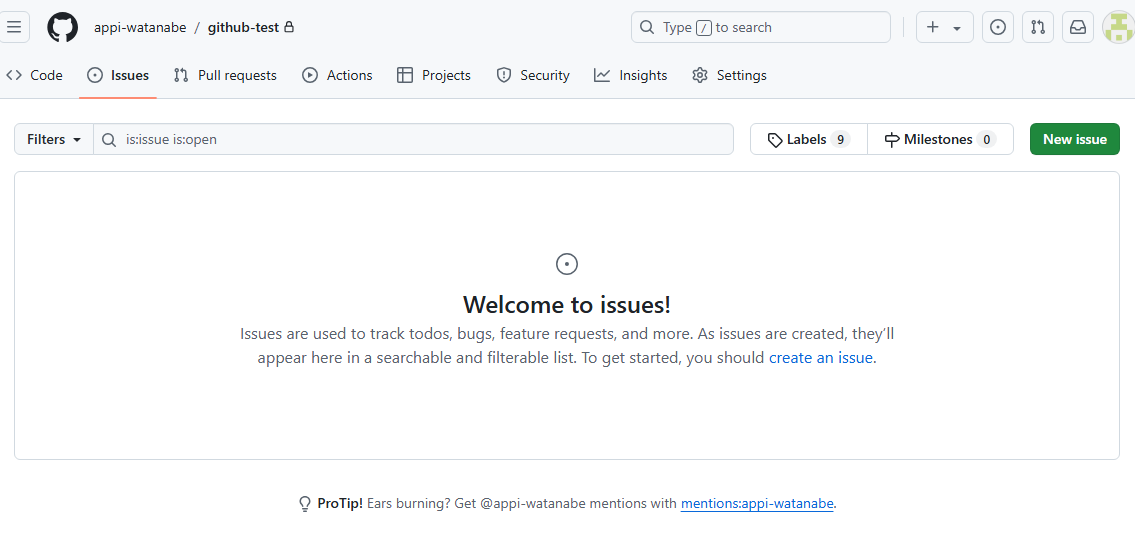 appi-watanabe / github-test
Type / to search
Code Issues Pull requests Actions Projects Security Insights Settings
Filters is:issue is:open Labels 9 Milestones 0 New issue
Welcome to issues!
Issues are used to track todos, bugs, feature requests, and more. As issues are created, they’ll
appear here in a searchable and filterable list. To get started, you should create an issue.
ProTip! Ears burning? Get @appi-watanabe mentions with mentions:appi-watanabe.